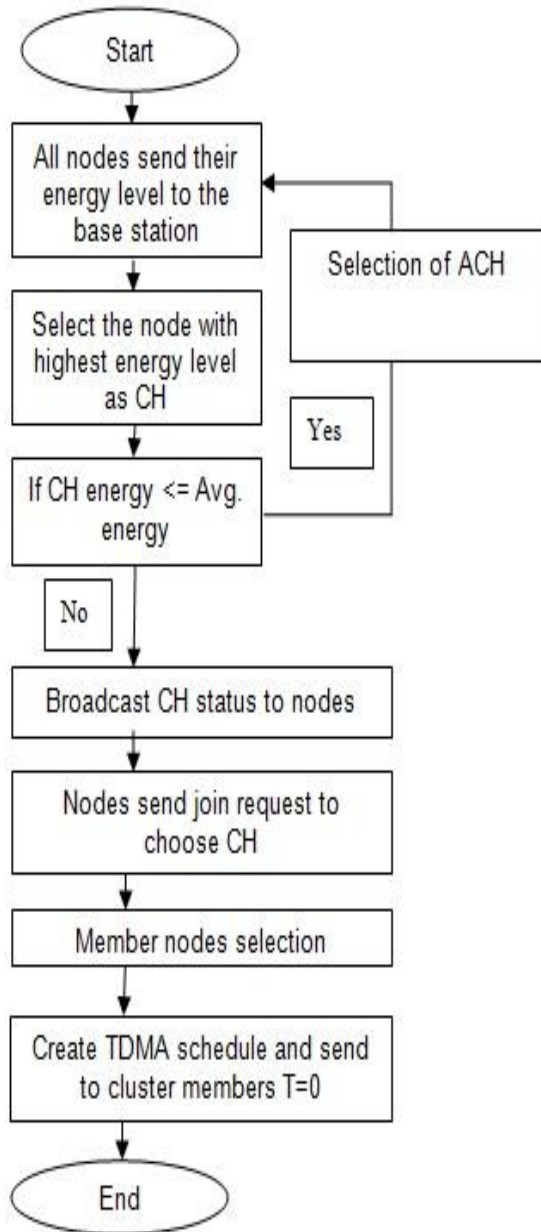 Start
All nodes send their
energy level to the
base station
Selection of ACH
Select the node with
highest energy level
as CH
Yes
If CH energy <= Avg.
energy
No
Broadcast CH status to nodes
Nodes send join request to
choose CH
Member nodes selection
Create TDMA schedule and send
to cluster members T=0
End